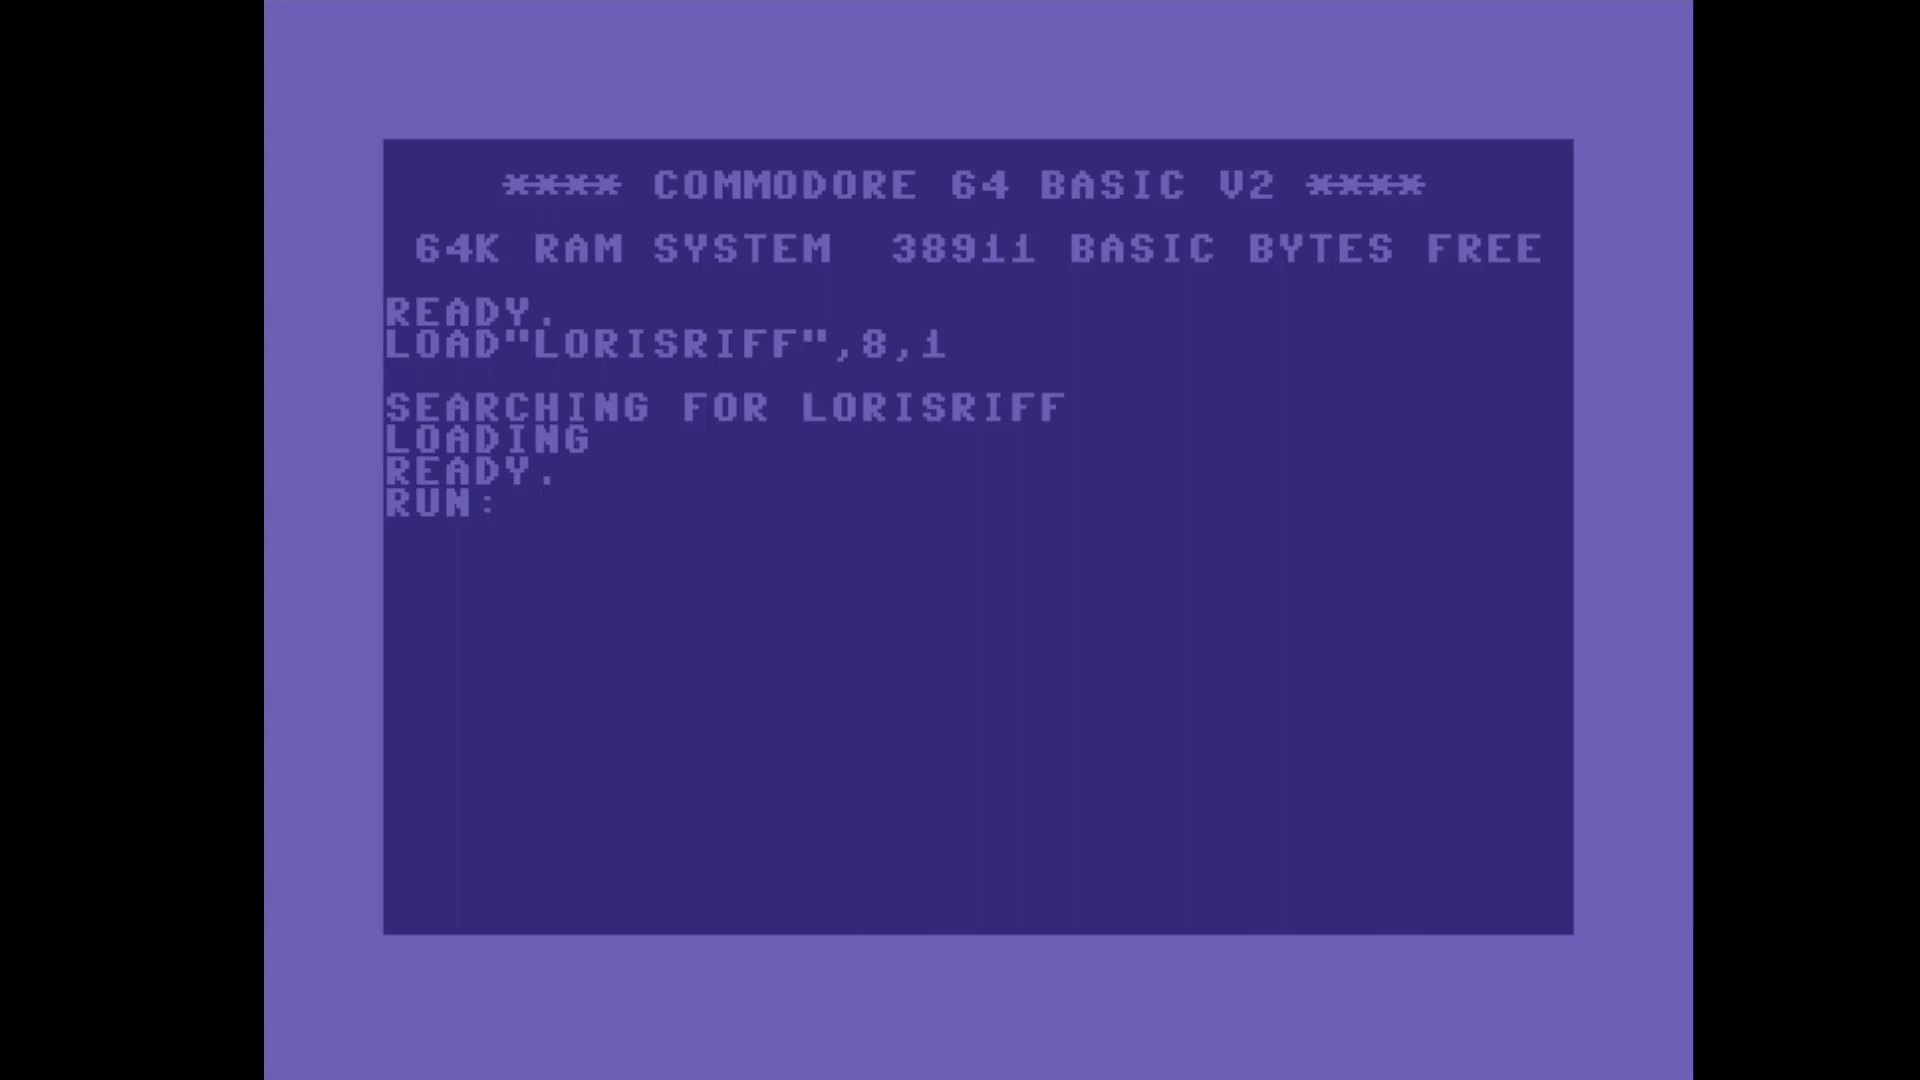 **** COMMODORE 64 BASIC V2 ****
64K RAM SYSTEM  38911 BASIC BYTES FREE
READY.
LOAD"LORISRIFF",8,1
SEARCHING FOR LORISRIFF
LOADING
READY.
RUN: